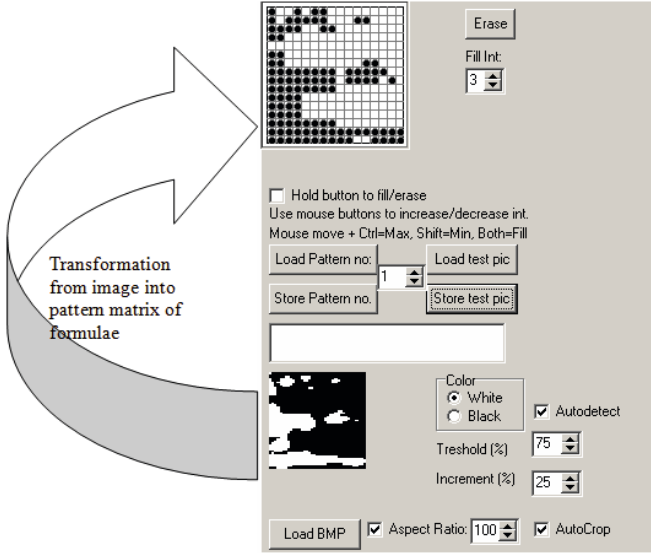 Erase
Fill Int:
3
Hold button to fill/erase
Use mouse buttons to increase/decrease int.
Mouse move + Ctrl=Max, Shift=Min, Both=Fill
Load Pattern no:
1
Load test pic
Store Pattern no.
Store test pic
Transformation
from image into
pattern matrix of
formulae
Color
White
Black
Autodetect
Treshold (%)
75
Increment (%)
25
Load BMP
Aspect Ratio:
100
AutoCrop